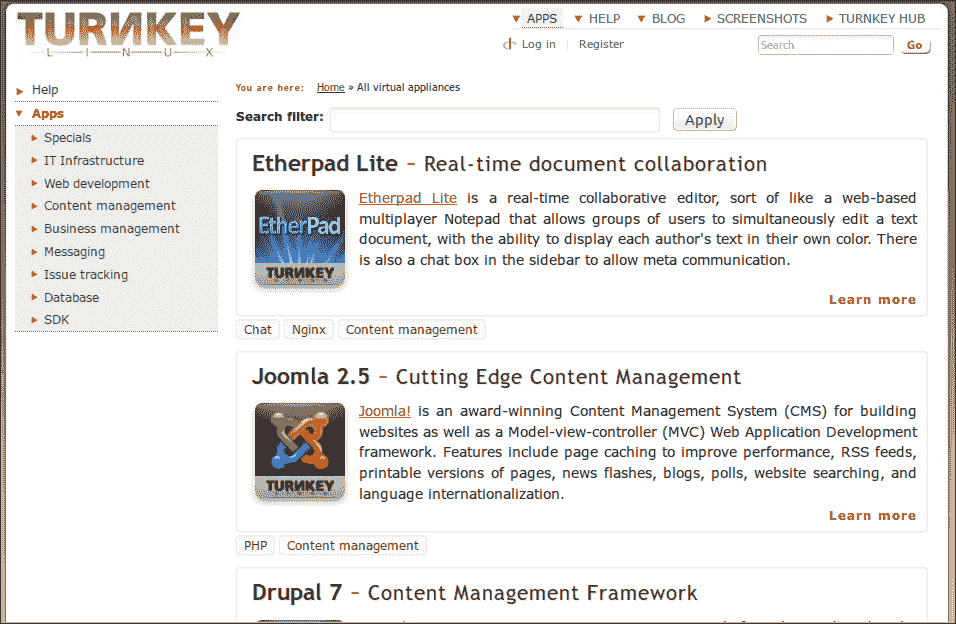 TURNKEY
LINUX
APPS HELP BLOG SCREENSHOTS TURNKEY HUB
Log in Register
Search Go
Help
Apps
Specials
IT Infrastructure
Web development
Content management
Business management
Messaging
Issue tracking
Database
SDK
You are here: Home » All virtual appliances
Search filter: Apply
Etherpad Lite – Real-time document collaboration
EtherPad
TURNKEY
Etherpad Lite is a real-time collaborative editor, sort of like a web-based
multiplayer Notepad that allows groups of users to simultaneously edit a text
document, with the ability to display each author's text in their own color. There
is also a chat box in the sidebar to allow meta communication.
Learn more
Chat Nginx Content management
Joomla 2.5 – Cutting Edge Content Management
TURNKEY
Joomla! is an award-winning Content Management System (CMS) for building
websites as well as a Model-view-controller (MVC) Web Application Development
framework. Features include page caching to improve performance, RSS feeds,
printable versions of pages, news flashes, blogs, polls, website searching, and
language internationalization.
Learn more
PHP Content management
Drupal 7 – Content Management Framework